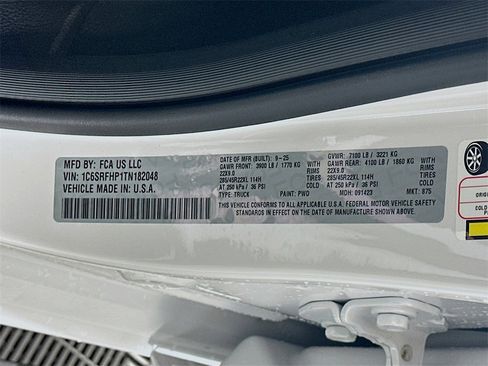 MFD BY: FCA US LLC
VIN: 1C6SRFHP1TN182048
VEHICLE MADE IN U.S.A.
DATE OF MFR (BUILT): 9-25 GVWR: 7100 LB / 3221 KG
GAWR FRONT: 3900 LB / 1770 KG GAWR REAR: 4100 LB / 1860 KG
22X9.0 RIMS 22X9.0 RIMS
285/45R22XL 114H TIRES 285/45R22XL 114H TIRES
AT 250 kPa / 36 PSI COLD AT 250 kPa / 36 PSI COLD
TYPE: TRUCK PAINT: PWD MDH: 091423 MKT: 875
THIS VEHICLE CONFORMS TO ALL APPLICABLE U.S.A. FEDERAL MOTOR VEHICLE SAFETY STANDARDS
IN EFFECT ON THE DATE OF MANUFACTURE SHOWN ABOVE.